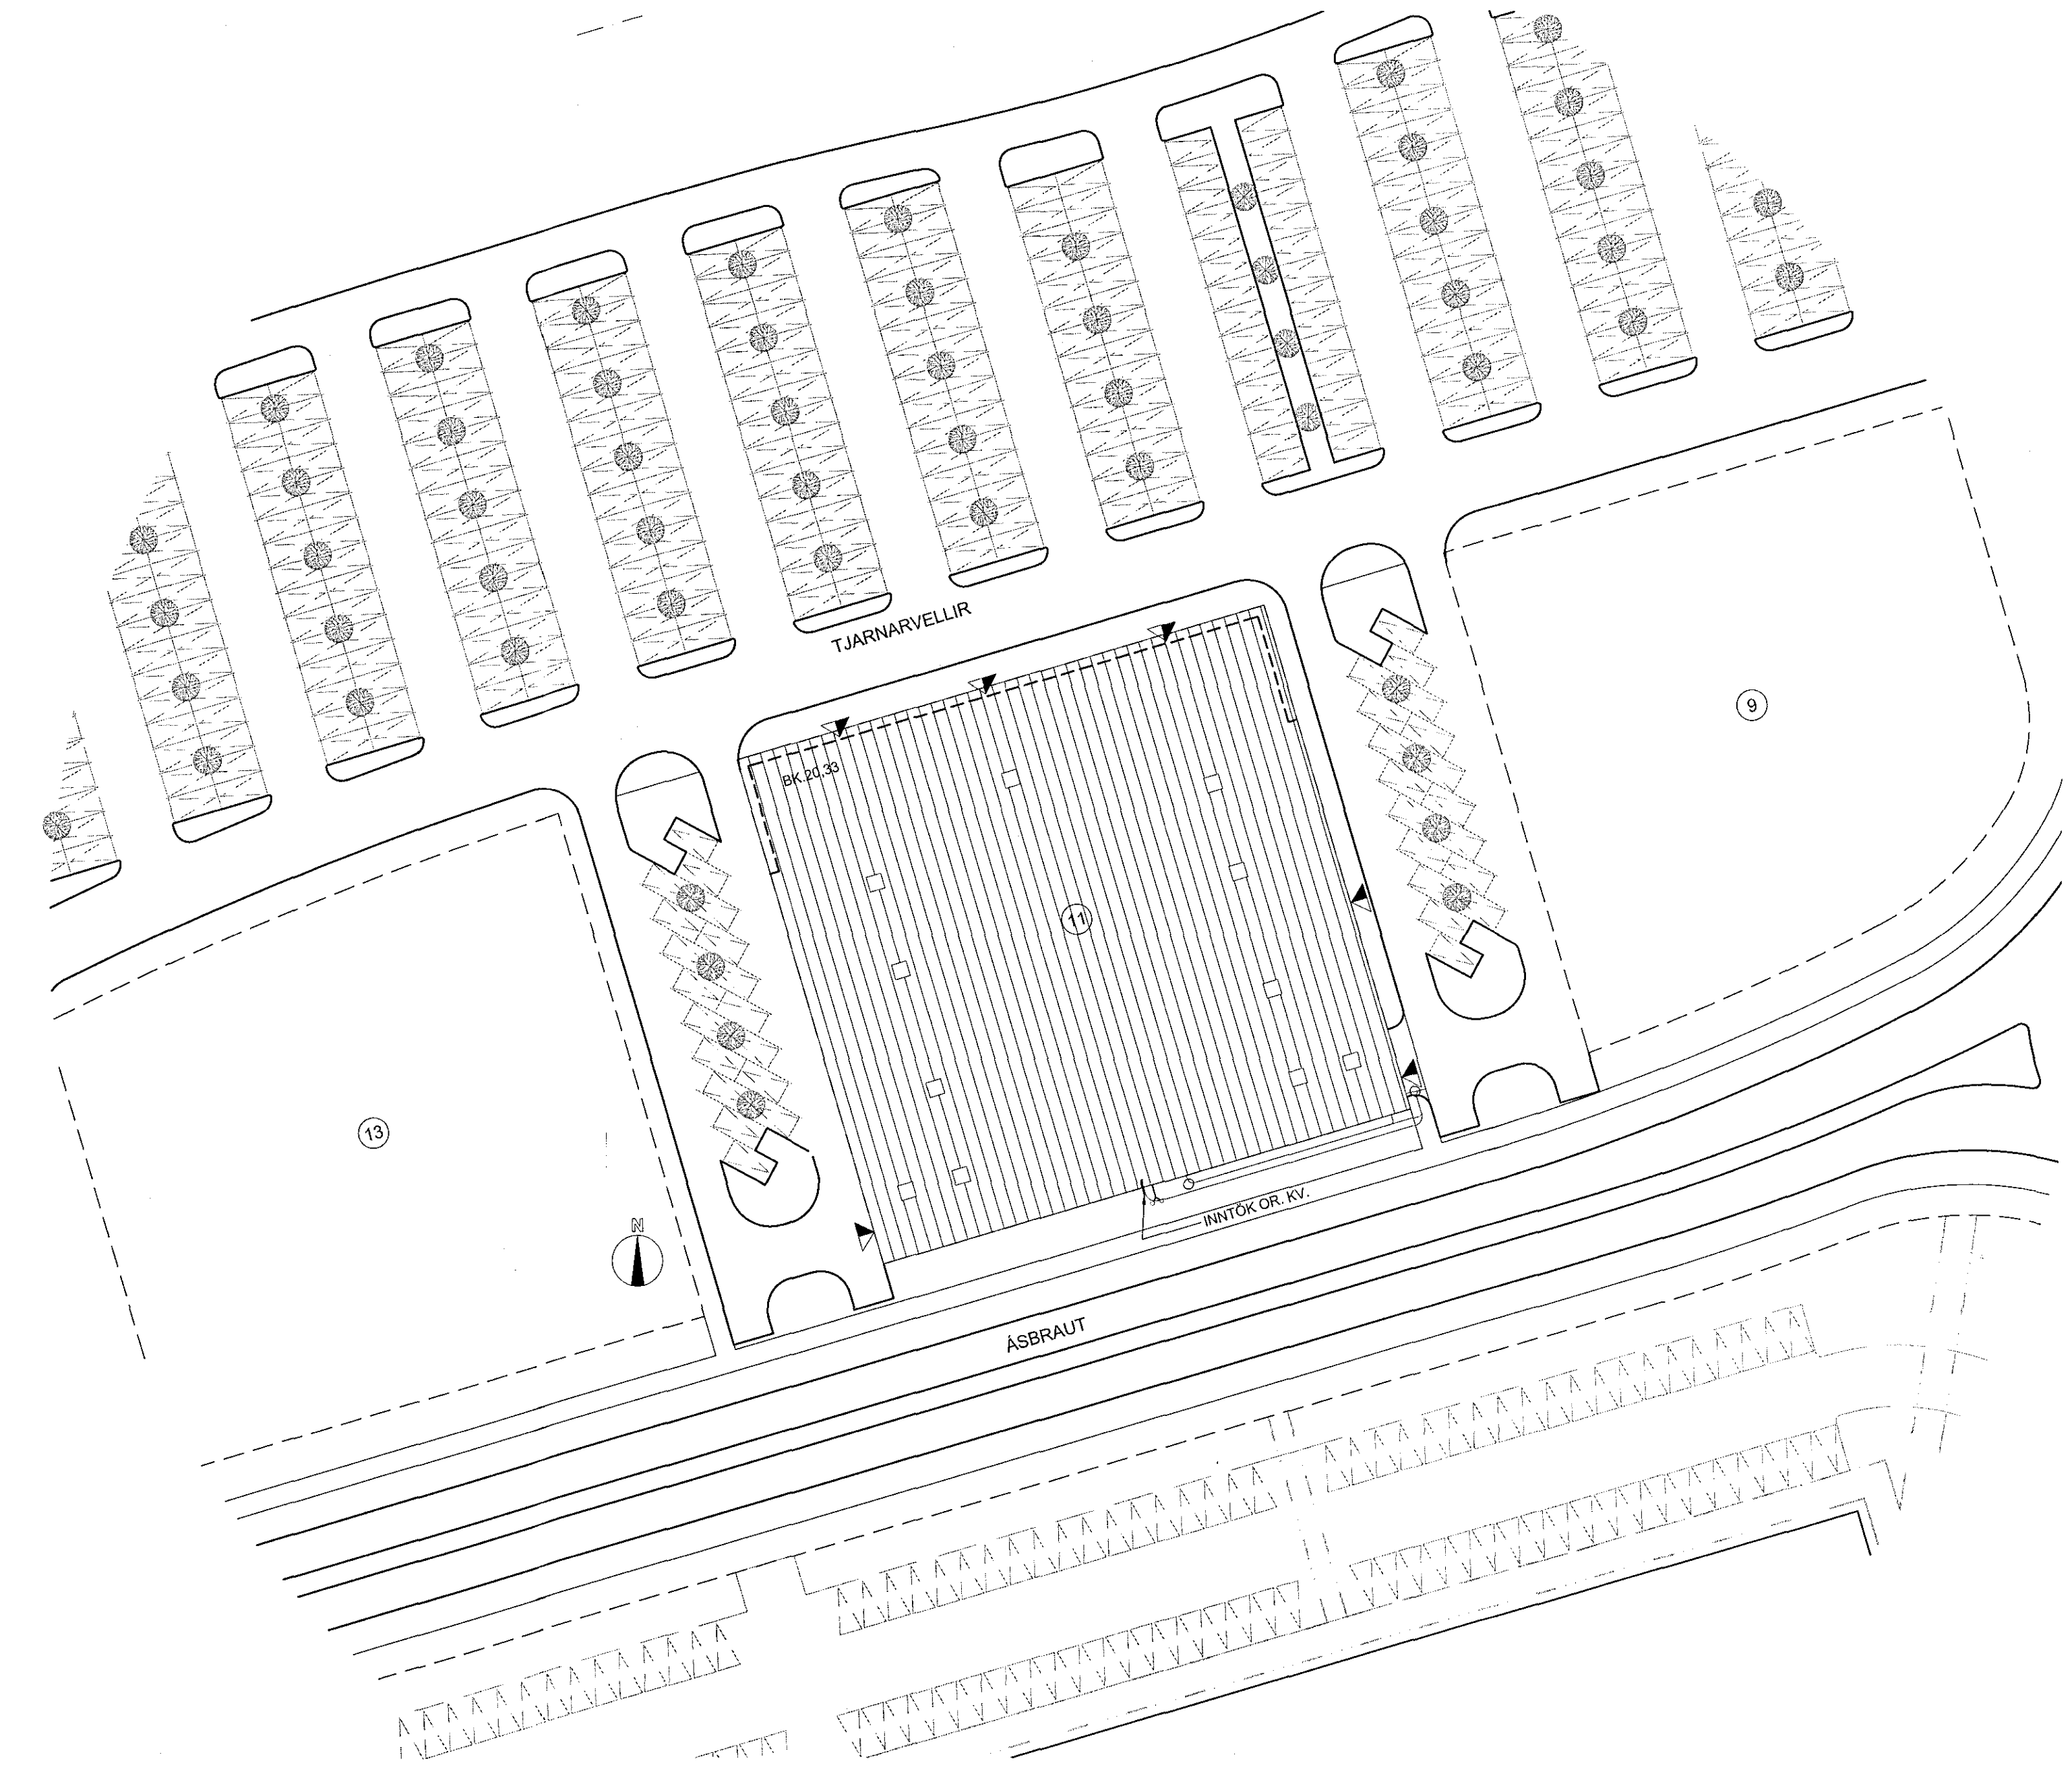 TJARNARVELLIR
9
BK.20,33
11
13
N
INNTÖK OR. KV.
ÁSBRAUT